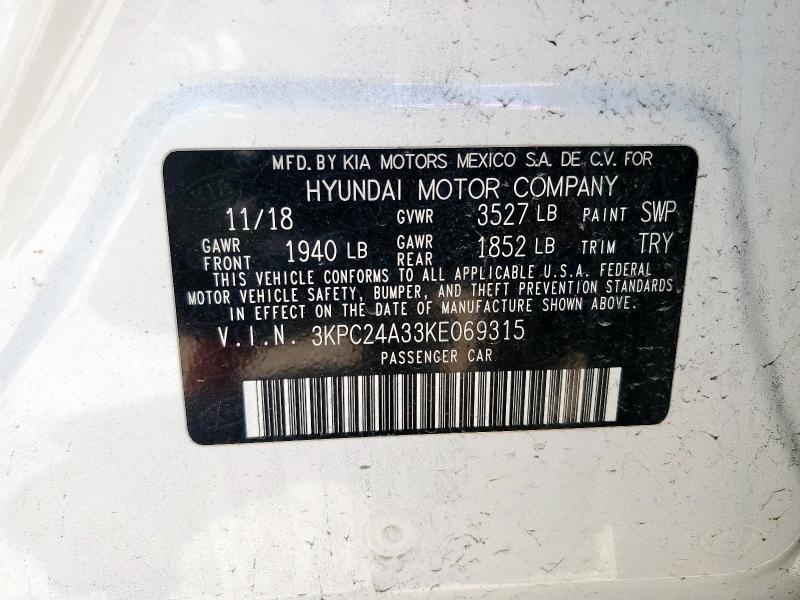 MFD. BY KIA MOTORS MEXICO S.A. DE C.V. FOR
HYUNDAI MOTOR COMPANY
11/18 GVWR 3527 LB PAINT SWP
GAWR FRONT 1940 LB GAWR REAR 1852 LB TRIM TRY
THIS VEHICLE CONFORMS TO ALL APPLICABLE U.S.A. FEDERAL
MOTOR VEHICLE SAFETY, BUMPER, AND THEFT PREVENTION STANDARDS
IN EFFECT ON THE DATE OF MANUFACTURE SHOWN ABOVE.
V.I.N. 3KPC24A33KE069315
PASSENGER CAR